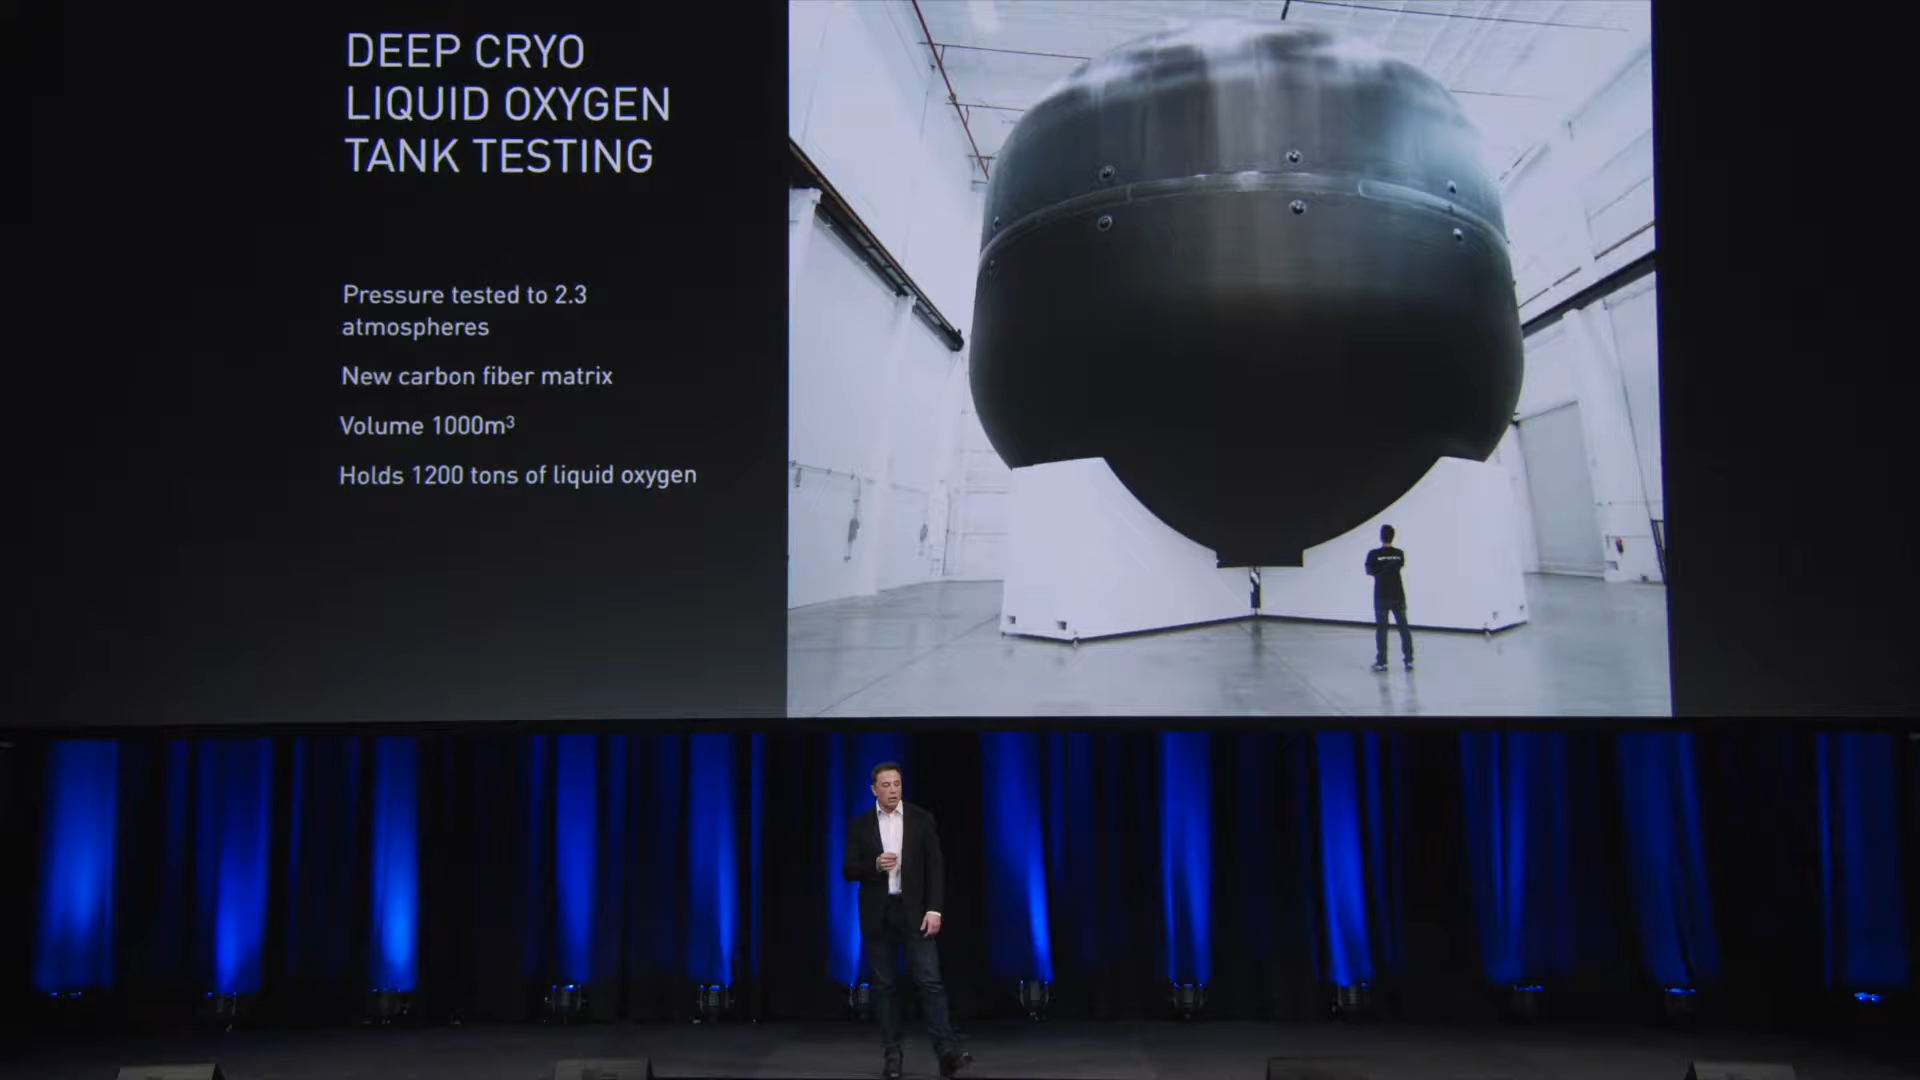 DEEP CRYO
LIQUID OXYGEN
TANK TESTING
Pressure tested to 2.3
atmospheres
New carbon fiber matrix
Volume 1000m³
Holds 1200 tons of liquid oxygen